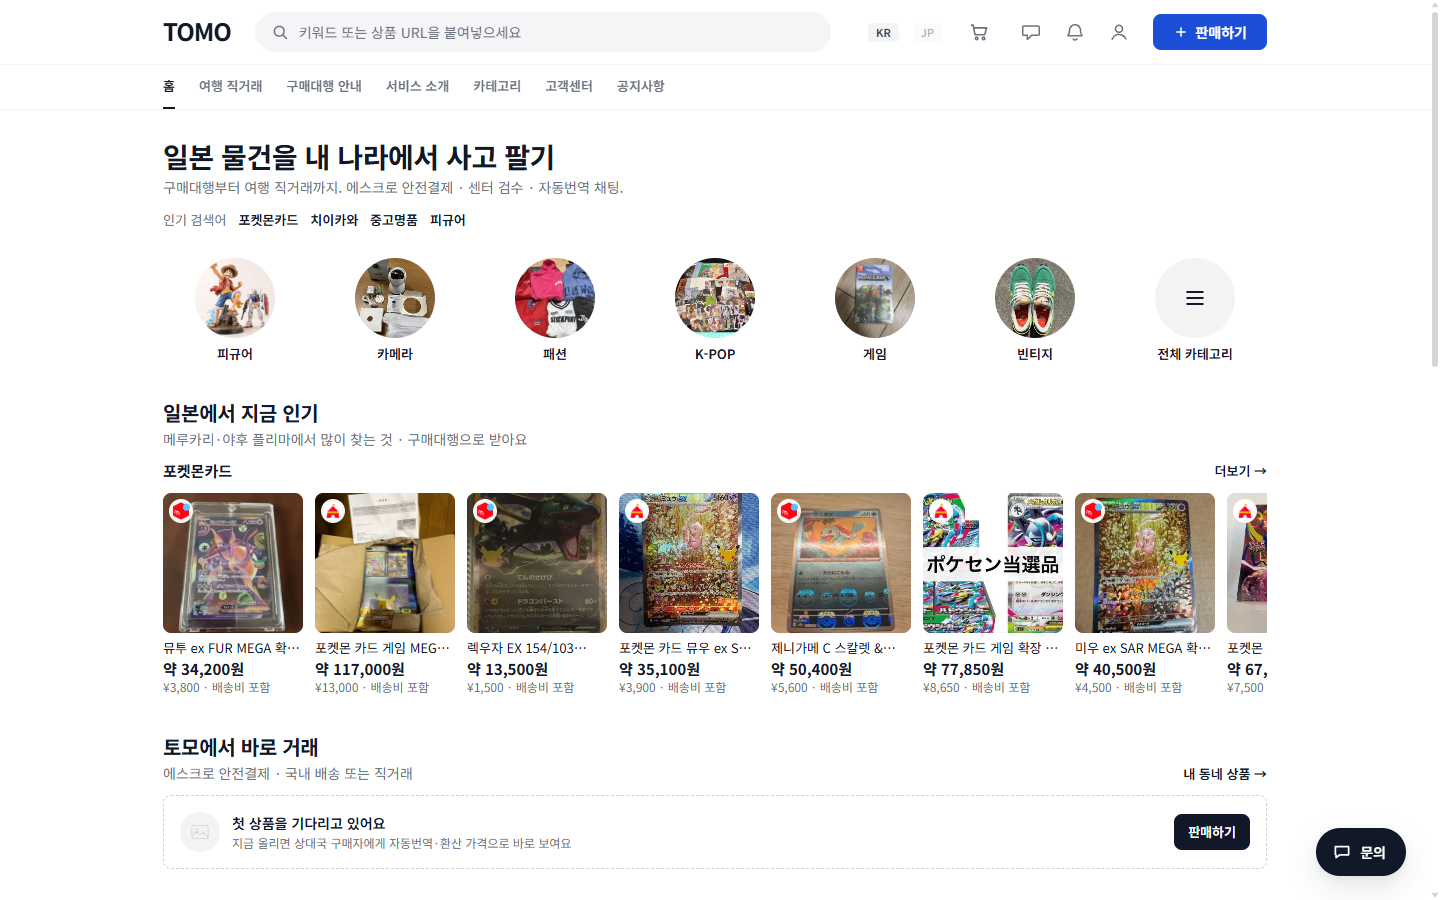 TOMO
키워드 또는 상품 URL을 붙여넣으세요
KR
JP
+ 판매하기
홈
여행 직거래
구매대행 안내
서비스 소개
카테고리
고객센터
공지사항
일본 물건을 내 나라에서 사고 팔기
구매대행부터 여행 직거래까지. 에스크로 안전결제 · 센터 검수 · 자동번역 채팅.
인기 검색어 포켓몬카드 치이카와 중고명품 피규어
피규어
카메라
패션
K-POP
게임
빈티지
전체 카테고리
일본에서 지금 인기
메루카리·야후 플리마에서 많이 찾는 것 · 구매대행으로 받아요
포켓몬카드
더보기 →
てんのさけび
ドラゴンバースト 60+
ポケセン当選品
뮤투 ex FUR MEGA 확…
약 34,200원
¥3,800 · 배송비 포함
포켓몬 카드 게임 MEG…
약 117,000원
¥13,000 · 배송비 포함
렉우자 EX 154/103…
약 13,500원
¥1,500 · 배송비 포함
포켓몬 카드 뮤우 ex S…
약 35,100원
¥3,900 · 배송비 포함
제니가메 C 스칼렛 &…
약 50,400원
¥5,600 · 배송비 포함
포켓몬 카드 게임 확장 …
약 77,850원
¥8,650 · 배송비 포함
미우 ex SAR MEGA 확…
약 40,500원
¥4,500 · 배송비 포함
포켓몬
약 67,
¥7,500
토모에서 바로 거래
에스크로 안전결제 · 국내 배송 또는 직거래
내 동네 상품 →
첫 상품을 기다리고 있어요
지금 올리면 상대국 구매자에게 자동번역·환산 가격으로 바로 보여요
판매하기
문의